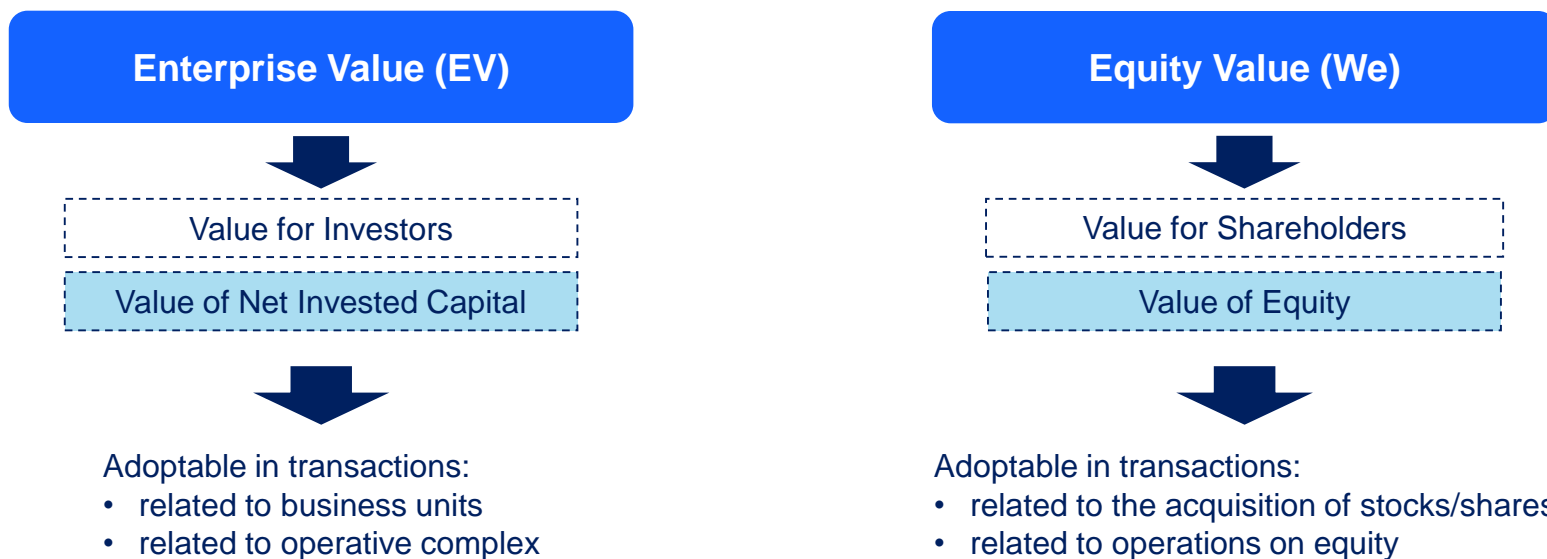 Enterprise Value (EV)
Value for Investors
Value of Net Invested Capital
Adoptable in transactions:
• related to business units
• related to operative complex
Equity Value (We)
Value for Shareholders
Value of Equity
Adoptable in transactions:
• related to the acquisition of stocks/shares
• related to operations on equity